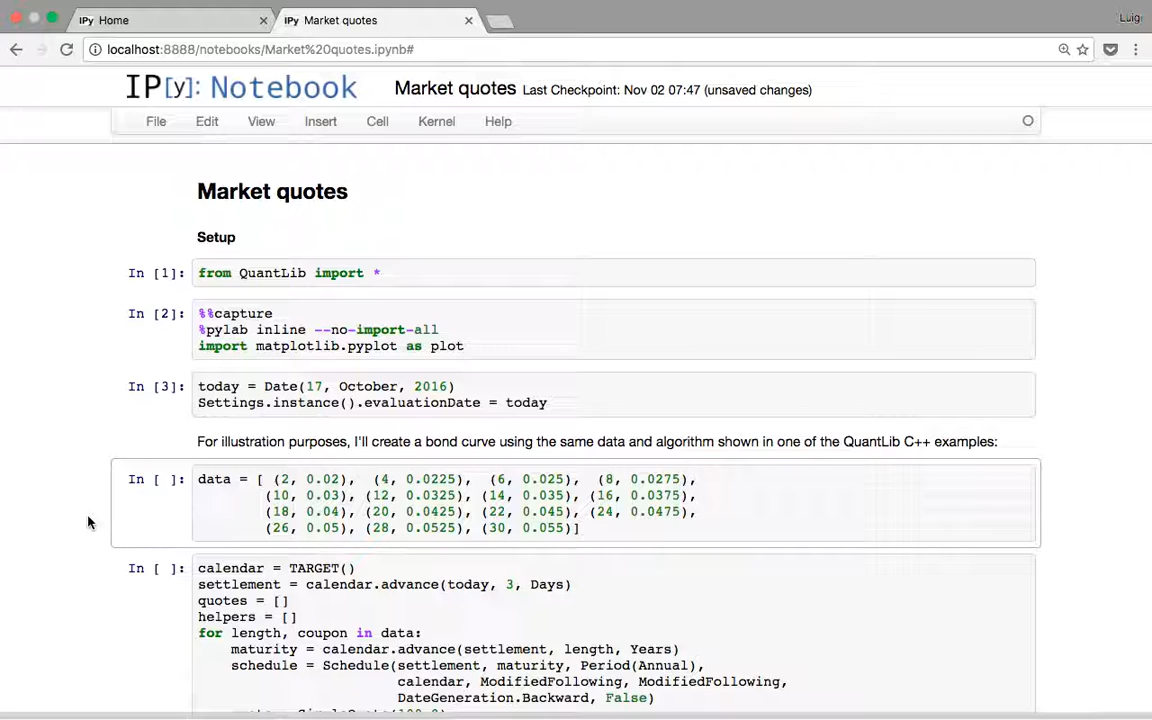 IPy Home
IPy Market quotes
Luig
localhost:8888/notebooks/Market%20quotes.ipynb#
IP[y]: Notebook Market quotes Last Checkpoint: Nov 02 07:47 (unsaved changes)
File Edit View Insert Cell Kernel Help
Market quotes
Setup
In [1]: from QuantLib import *
In [2]: %%capture
%pylab inline --no-import-all
import matplotlib.pyplot as plot
In [3]: today = Date(17, October, 2016)
Settings.instance().evaluationDate = today
For illustration purposes, I'll create a bond curve using the same data and algorithm shown in one of the QuantLib C++ examples:
In [ ]: data = [ (2, 0.02), (4, 0.0225), (6, 0.025), (8, 0.0275),
(10, 0.03), (12, 0.0325), (14, 0.035), (16, 0.0375),
(18, 0.04), (20, 0.0425), (22, 0.045), (24, 0.0475),
(26, 0.05), (28, 0.0525), (30, 0.055)]
In [ ]: calendar = TARGET()
settlement = calendar.advance(today, 3, Days)
quotes = []
helpers = []
for length, coupon in data:
maturity = calendar.advance(settlement, length, Years)
schedule = Schedule(settlement, maturity, Period(Annual),
calendar, ModifiedFollowing, ModifiedFollowing,
DateGeneration.Backward, False)